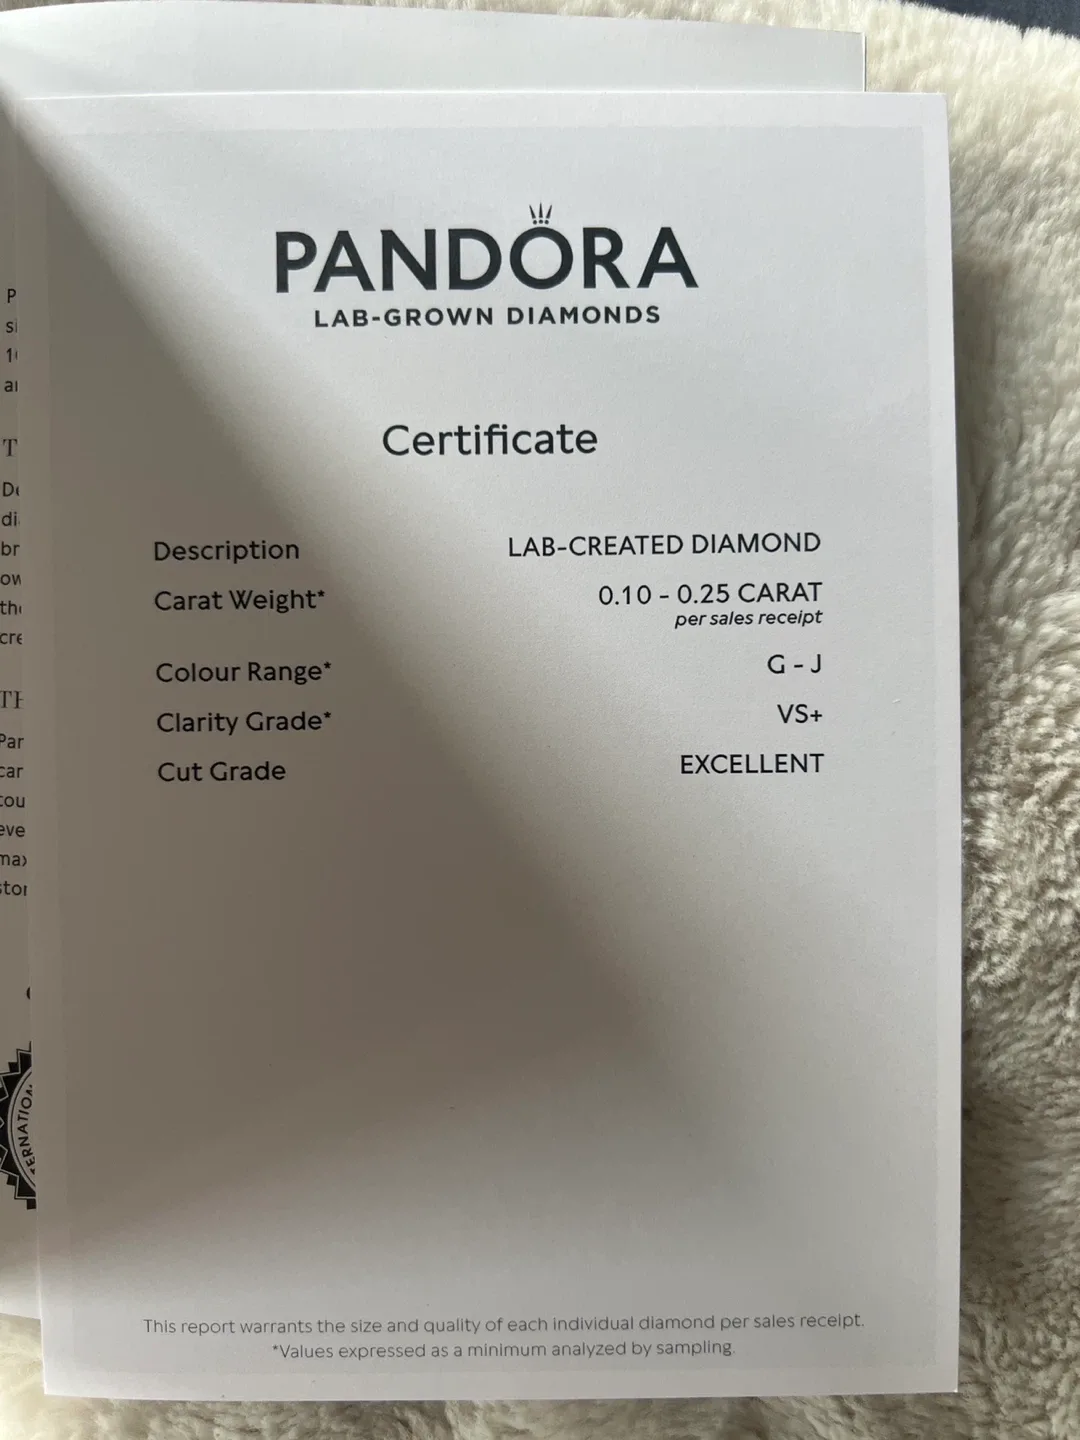 PANDORA
LAB-GROWN DIAMONDS
Certificate
Description LAB-CREATED DIAMOND
Carat Weight* 0.10 - 0.25 CARAT
per sales receipt
Colour Range* G - J
Clarity Grade* VS+
Cut Grade EXCELLENT
This report warrants the size and quality of each individual diamond per sales receipt.
*Values expressed as a minimum analyzed by sampling.